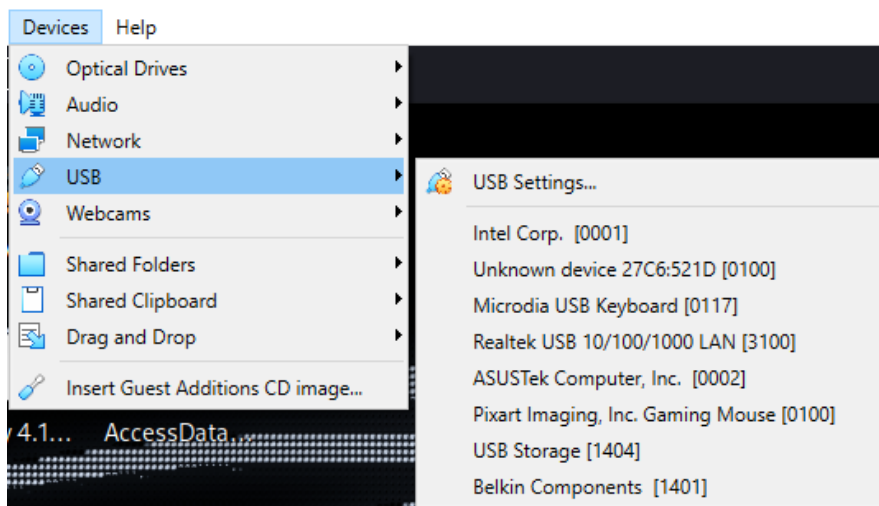 Devices Help
Optical Drives
Audio
Network
USB
Webcams
Shared Folders
Shared Clipboard
Drag and Drop
Insert Guest Additions CD image...
USB Settings...
Intel Corp. [0001]
Unknown device 27C6:521D [0100]
Microdia USB Keyboard [0117]
Realtek USB 10/100/1000 LAN [3100]
ASUSTek Computer, Inc. [0002]
Pixart Imaging, Inc. Gaming Mouse [0100]
USB Storage [1404]
Belkin Components [1401]
4.1... AccessData...